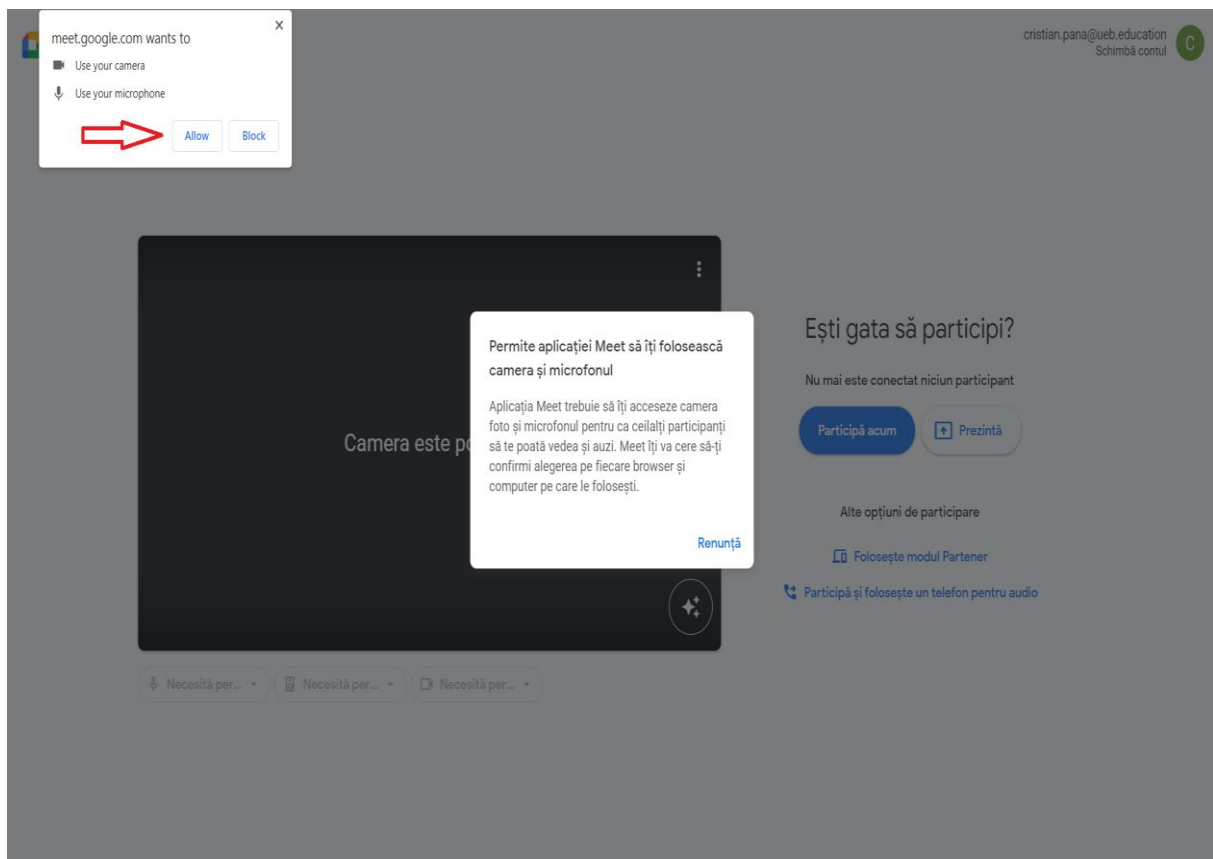 meet.google.com wants to
X
Use your camera
Use your microphone
Allow
Block
cristian.pana@ueb.education
Schimbă contul
C
Camera este
Permite aplicației Meet să îți folosească
camera și microfonul
Aplicația Meet trebuie să îți acceseze camera
foto și microfonul pentru ca ceilalți participanți
să te poată vedea și auzi. Meet îți va cere să-ți
confirmi alegerea pe fiecare browser și
computer pe care le folosești.
Renunță
Ești gata să participi?
Nu mai este conectat niciun participant
Participă acum
Prezintă
Alte opțiuni de participare
Folosește modul Partener
Participă și folosește un telefon pentru audio
Necesită per...
Necesită per...
Necesită per...